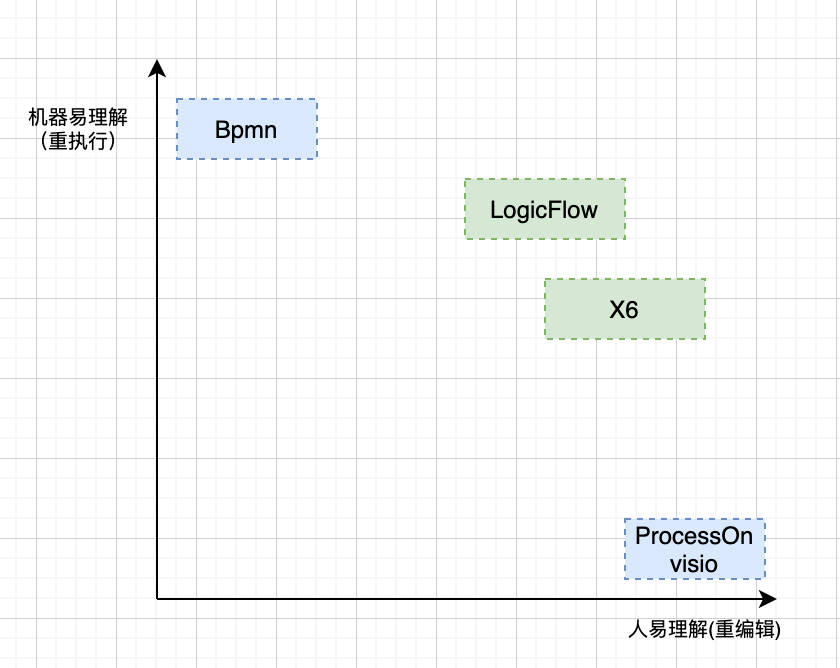 机器易理解
（重执行）
Bpmn
LogicFlow
X6
ProcessOn
visio
人易理解(重编辑)